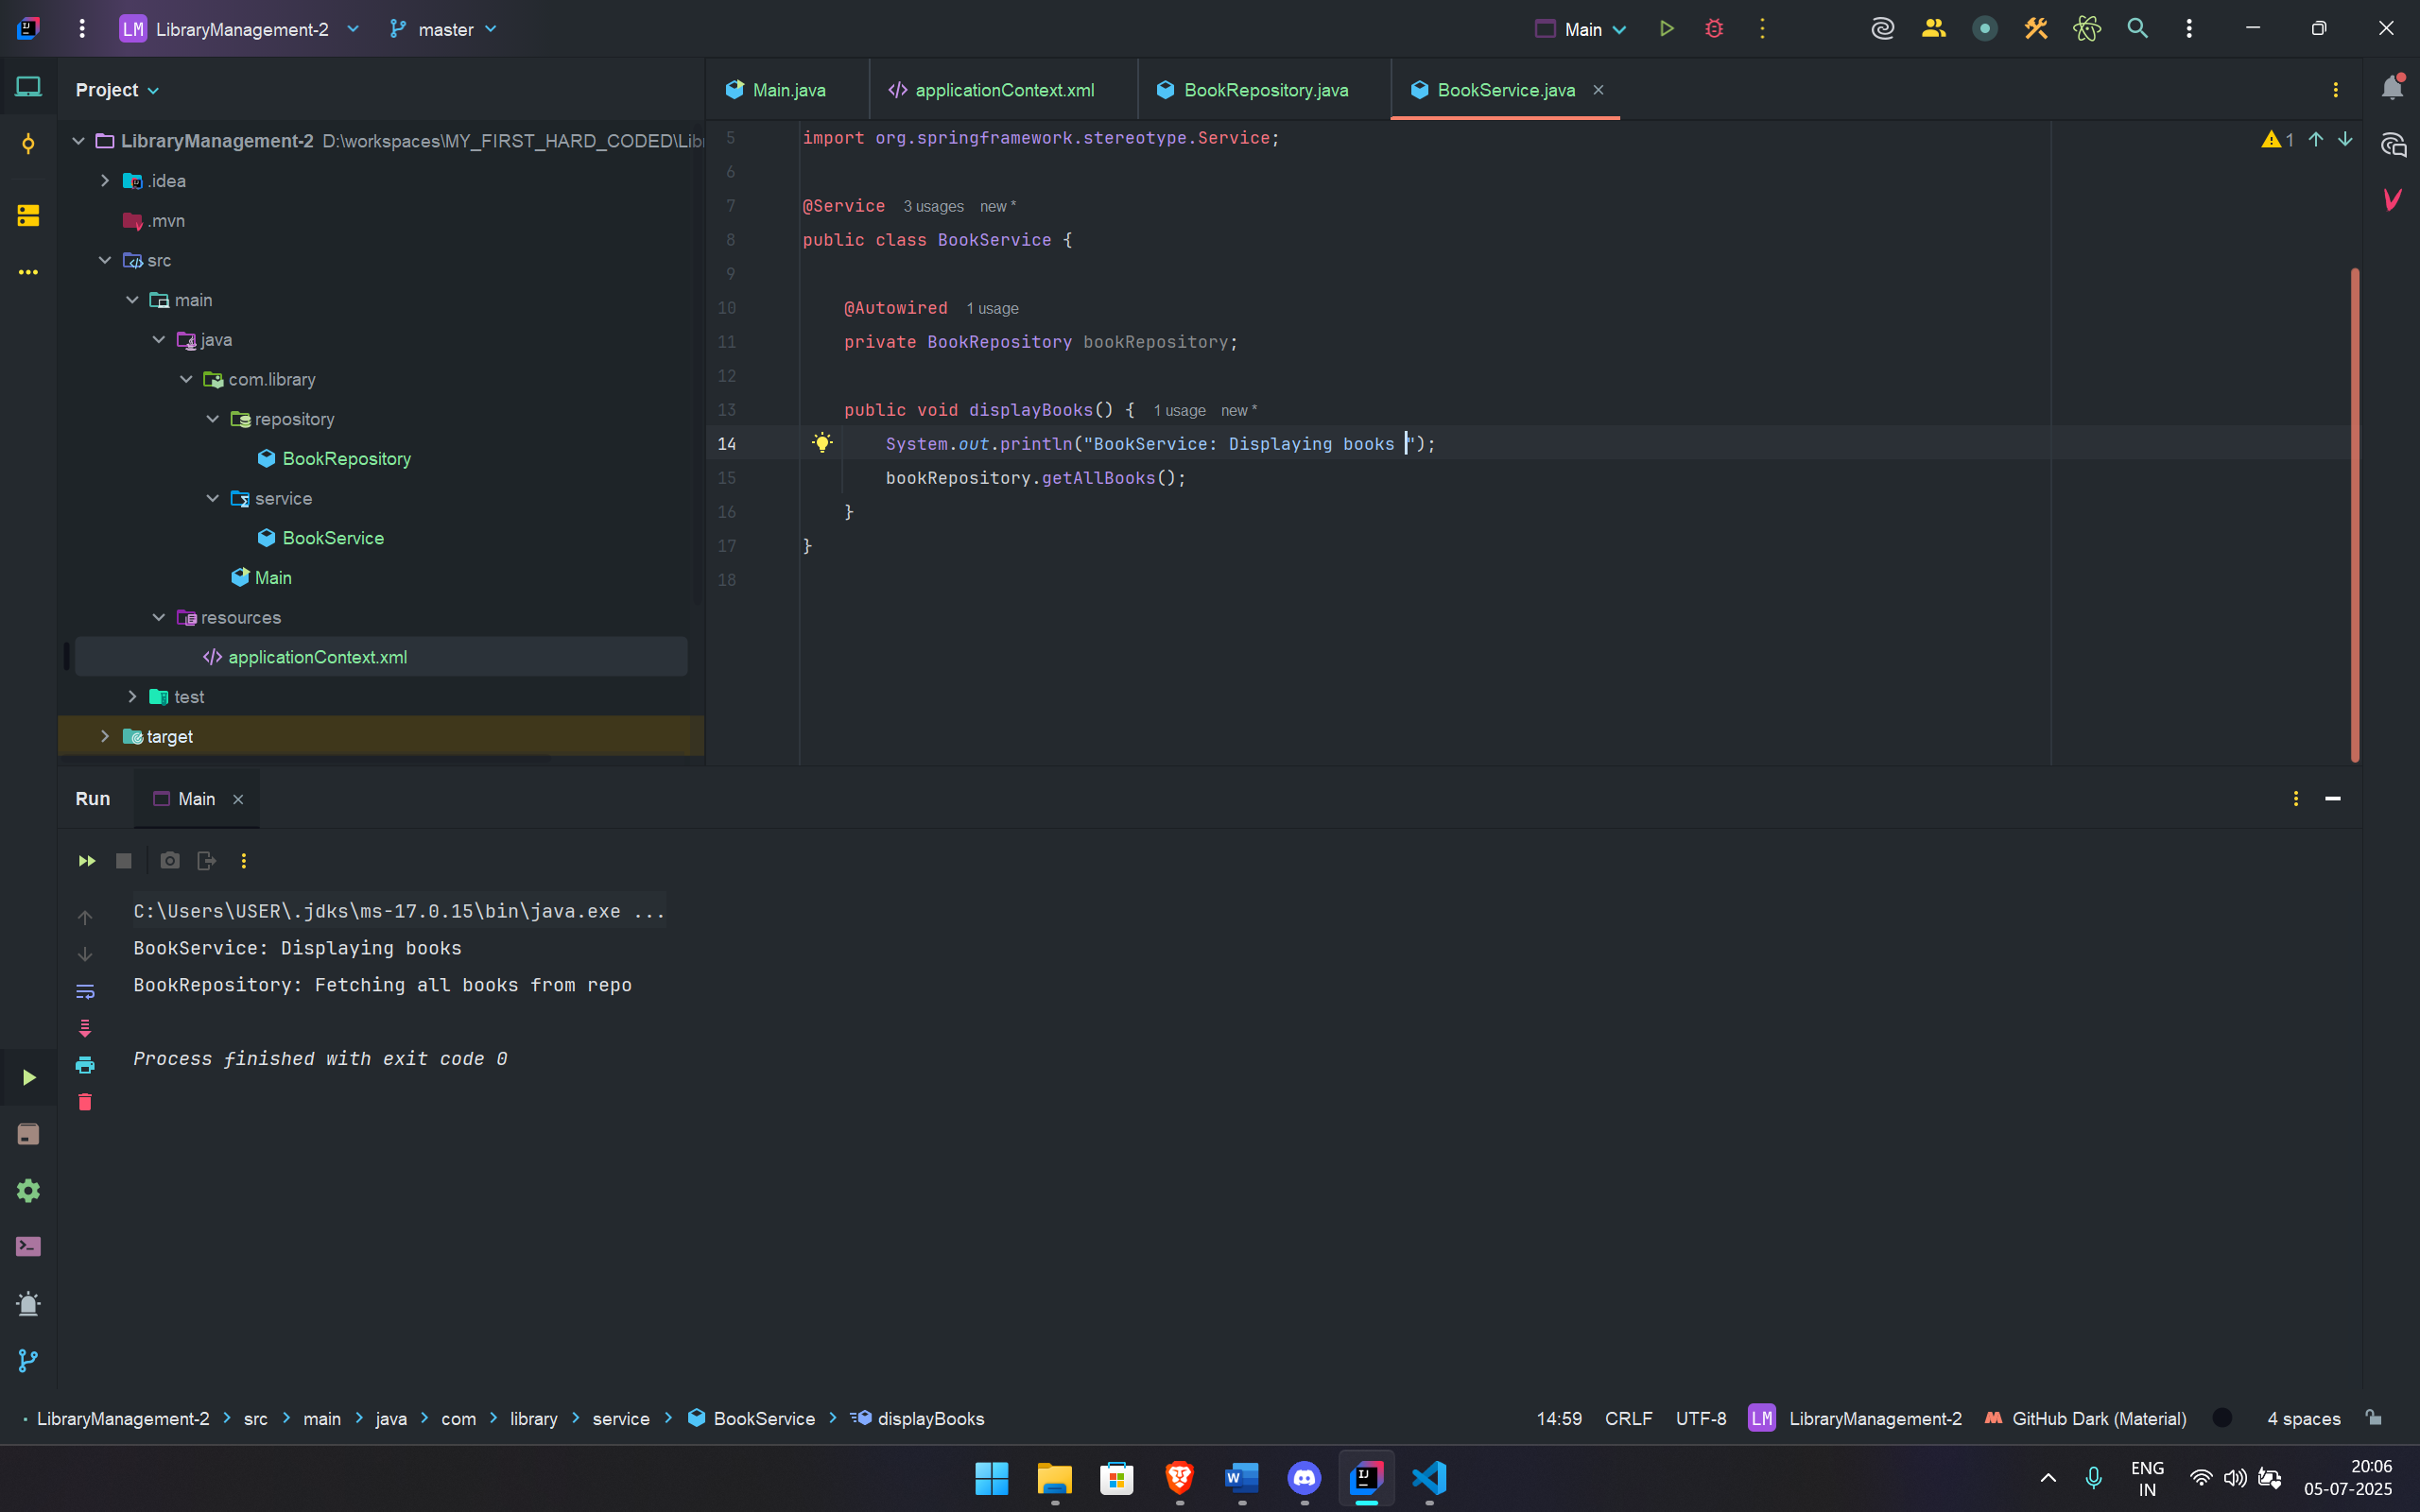 LM LibraryManagement-2 master Main
Project
Main.java applicationContext.xml BookRepository.java BookService.java
LibraryManagement-2 D:\workspaces\MY_FIRST_HARD_CODED\Lib
.idea
.mvn
src
main
java
com.library
repository
BookRepository
service
BookService
Main
resources
applicationContext.xml
test
target
5 import org.springframework.stereotype.Service;
6
7 @Service 3 usages new *
8 public class BookService {
9
10 @Autowired 1 usage
11 private BookRepository bookRepository;
12
13 public void displayBooks() { 1 usage new *
14 System.out.println("BookService: Displaying books ");
15 bookRepository.getAllBooks();
16 }
17 }
18
1
Run Main
C:\Users\USER\.jdks\ms-17.0.15\bin\java.exe ...
BookService: Displaying books
BookRepository: Fetching all books from repo
Process finished with exit code 0
LibraryManagement-2 > src > main > java > com > library > service > BookService > displayBooks 14:59 CRLF UTF-8 LM LibraryManagement-2 GitHub Dark (Material) 4 spaces
ENG
IN
20:06
05-07-2025